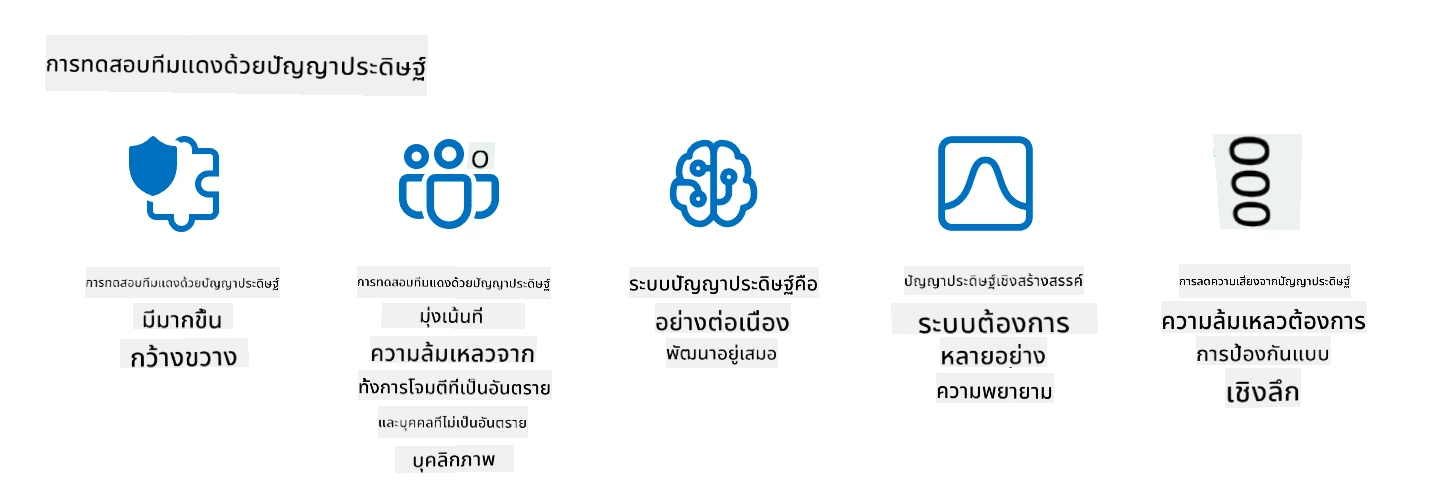 การทดสอบทีมแดงด้วยปัญญาประดิษฐ์
o
000
การทดสอบทีมแดงด้วยปัญญาประดิษฐ์
มีมากขึ้น
กว้างขวาง
การทดสอบทีมแดงด้วยปัญญาประดิษฐ์
มุ่งเน้นที่
ความล้มเหลวจาก
ทั้งการโจมตีที่เป็นอันตราย
และบุคคลที่ไม่เป็นอันตราย
บุคลิกภาพ
ระบบปัญญาประดิษฐ์คือ
อย่างต่อเนื่อง
พัฒนาอยู่เสมอ
ปัญญาประดิษฐ์เชิงสร้างสรรค์
ระบบต้องการ
หลายอย่าง
ความพยายาม
การลดความเสี่ยงจากปัญญาประดิษฐ์
ความล้มเหลวต้องการ
การป้องกันแบบ
เชิงลึก